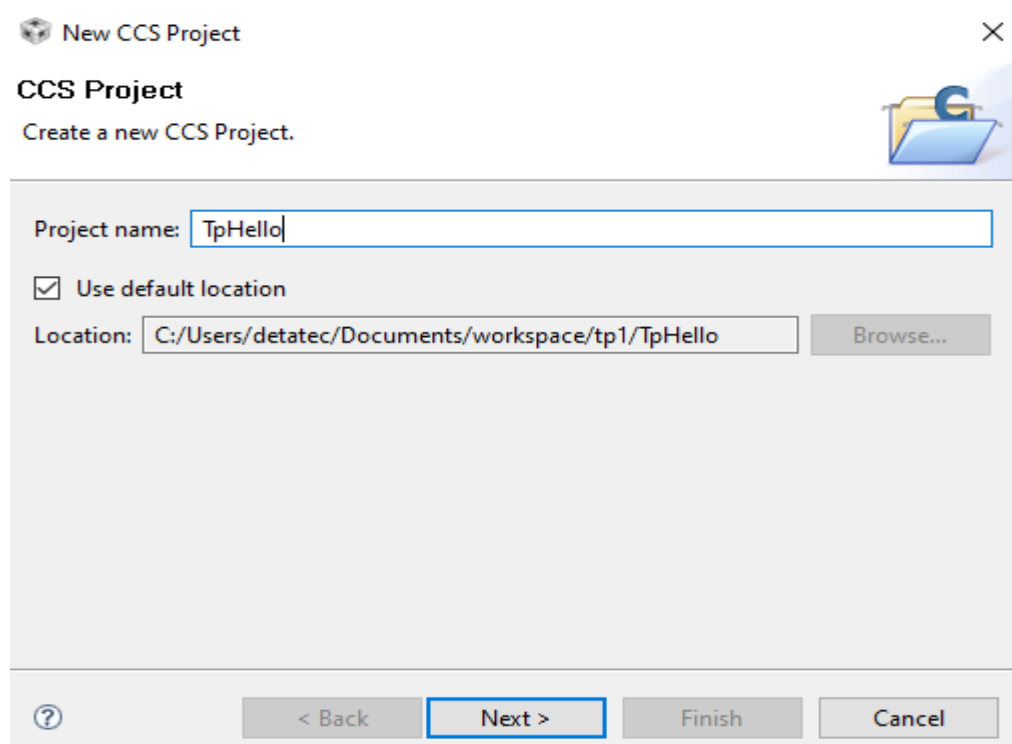 New CCS Project
CCS Project
Create a new CCS Project.
Project name: TpHello
Use default location
Location: C:/Users/detatec/Documents/workspace/tp1/TpHello Browse...
< Back Next > Finish Cancel